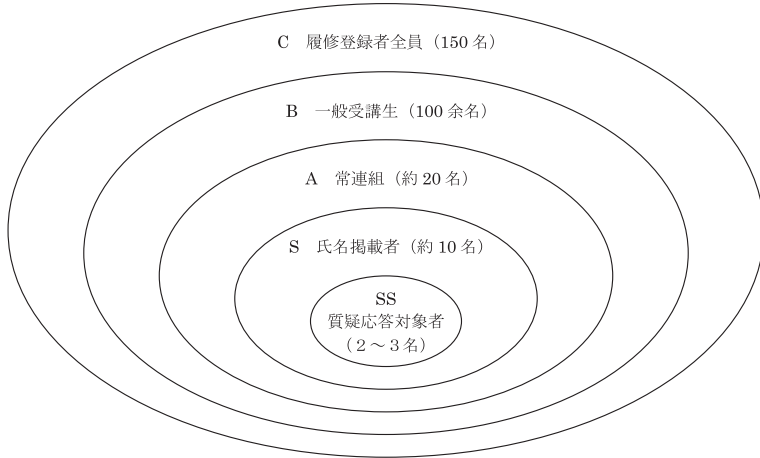 C 履修登録者全員（150 名）
B 一般受講生（100 余名）
A 常連組（約 20 名）
S 氏名掲載者（約 10 名）
SS
質疑応答対象者
（２～３名）